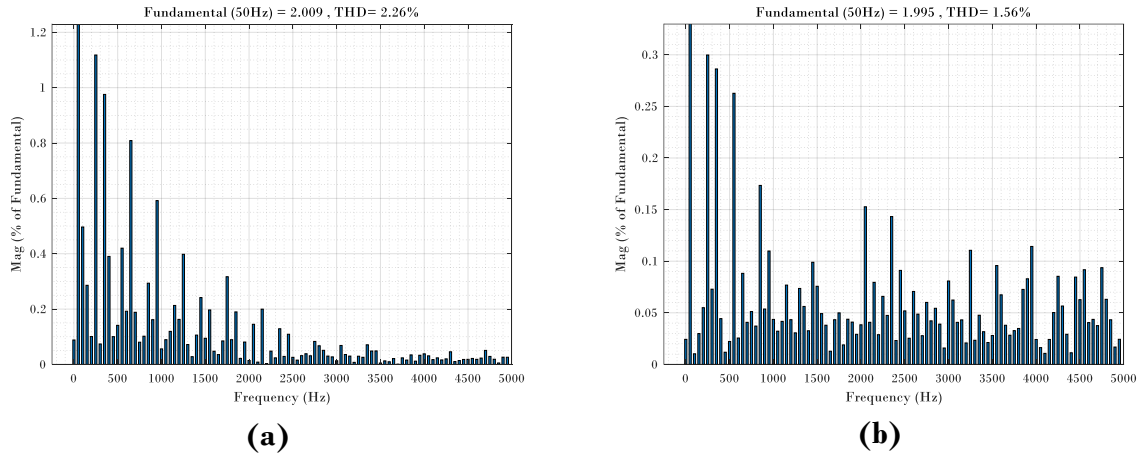 Fundamental (50Hz) = 2.009 , THD= 2.26%
1.2
1
0.8
0.6
0.4
0.2
0
Mag (% of Fundamental)
0 500 1000 1500 2000 2500 3000 3500 4000 4500 5000
Frequency (Hz)
(a)
Fundamental (50Hz) = 1.995 , THD= 1.56%
0.3
0.25
0.2
0.15
0.1
0.05
0
Mag (% of Fundamental)
0 500 1000 1500 2000 2500 3000 3500 4000 4500 5000
Frequency (Hz)
(b)